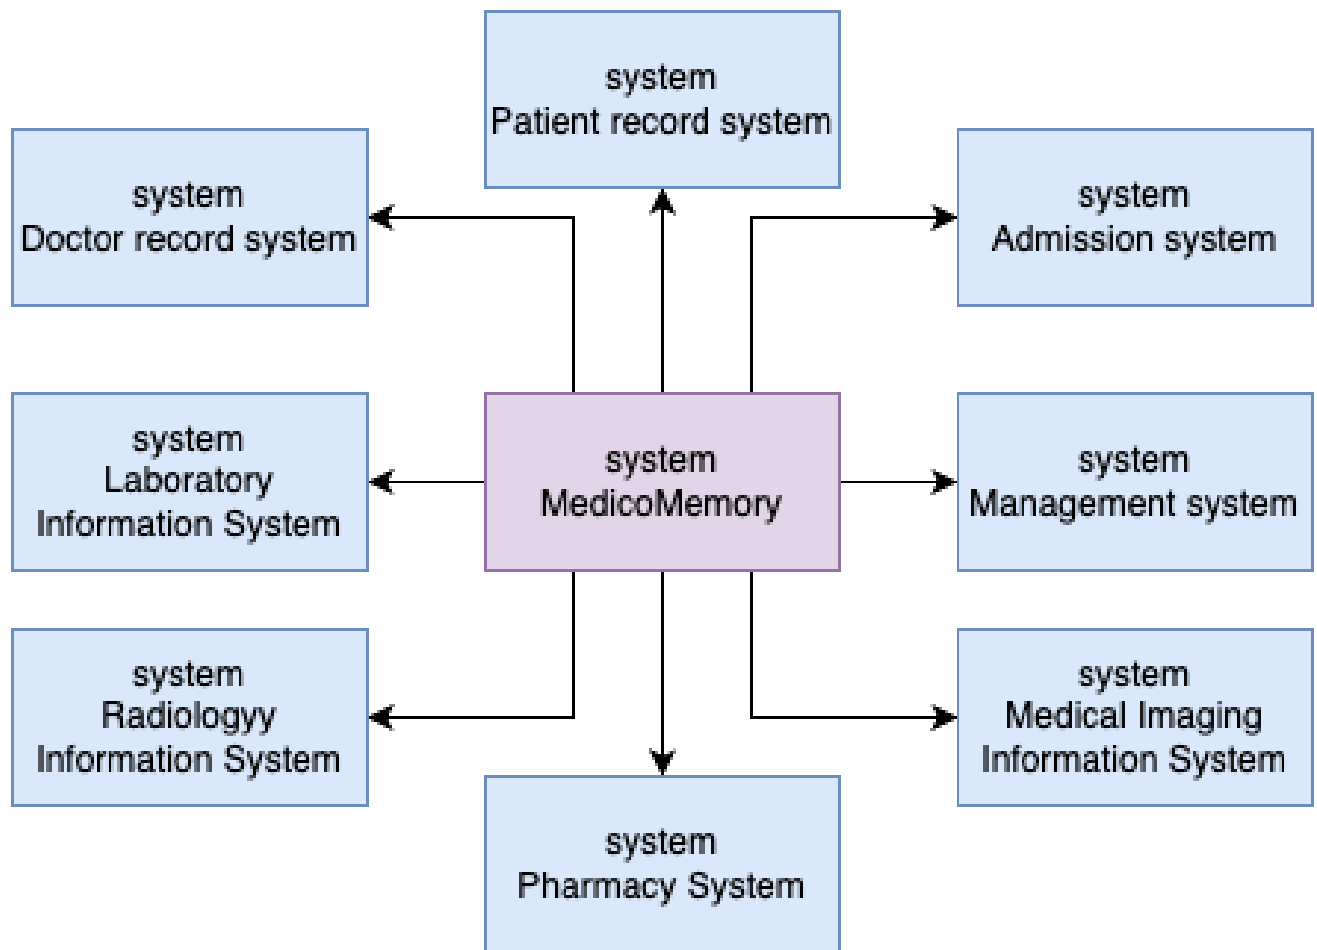 system
Patient record system
system
Doctor record system
system
Admission system
system
Laboratory
Information System
system
MedicoMemory
system
Management system
system
Radiologyy
Information System
system
Medical Imaging
Information System
system
Pharmacy System